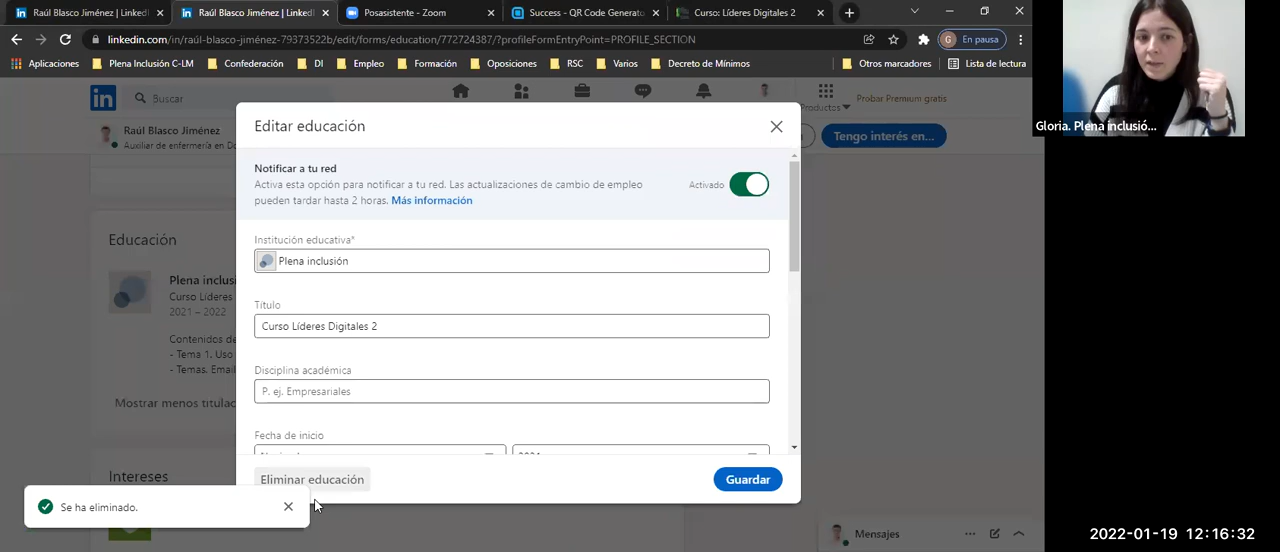 Raúl Blasco Jiménez | LinkedI
Raúl Blasco Jiménez | LinkedI
Posasistente - Zoom
Success - QR Code Generato
Curso: Líderes Digitales 2
linkedin.com/in/raúl-blasco-jiménez-79373522b/edit/forms/education/772724387/?profileFormEntryPoint=PROFILE_SECTION
G En pausa
Aplicaciones
Plena Inclusión C-LM
Confederación
DI
Empleo
Formación
Oposiciones
RSC
Varios
Decreto de Mínimos
Otros marcadores
Lista de lectura
in
Buscar
Productos
Probar Premium gratis
Raúl Blasco Jiménez
Auxiliar de enfermería en Do
Tengo interés en...
Editar educación
Notificar a tu red
Activa esta opción para notificar a tu red. Las actualizaciones de cambio de empleo
pueden tardar hasta 2 horas. Más información
Activado
Institución educativa*
Plena inclusión
Título
Curso Líderes Digitales 2
Disciplina académica
P. ej. Empresariales
Fecha de inicio
Eliminar educación
Guardar
Educación
Plena inclusi
Curso Líderes
2021 – 2022
Contenidos de
- Tema 1. Uso
- Temas. Email
Mostrar menos titulac
Intereses
Se ha eliminado.
Mensajes
Gloria. Plena inclusió...
2022-01-19 12:16:32